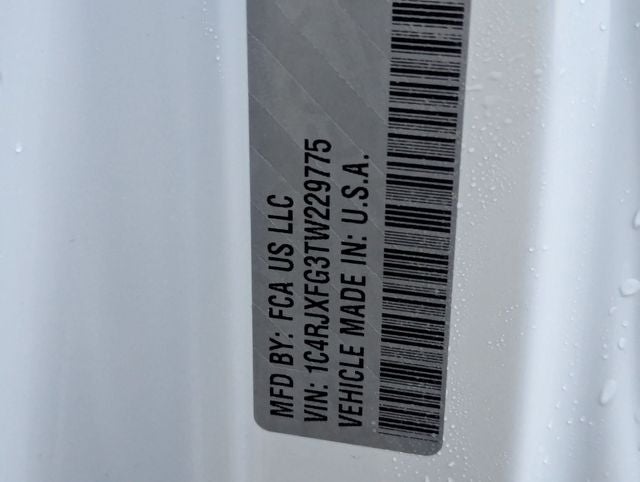 MFD BY: FCA US LLC
VIN: 1C4RJXFG3TW229775
VEHICLE MADE IN: U.S.A.